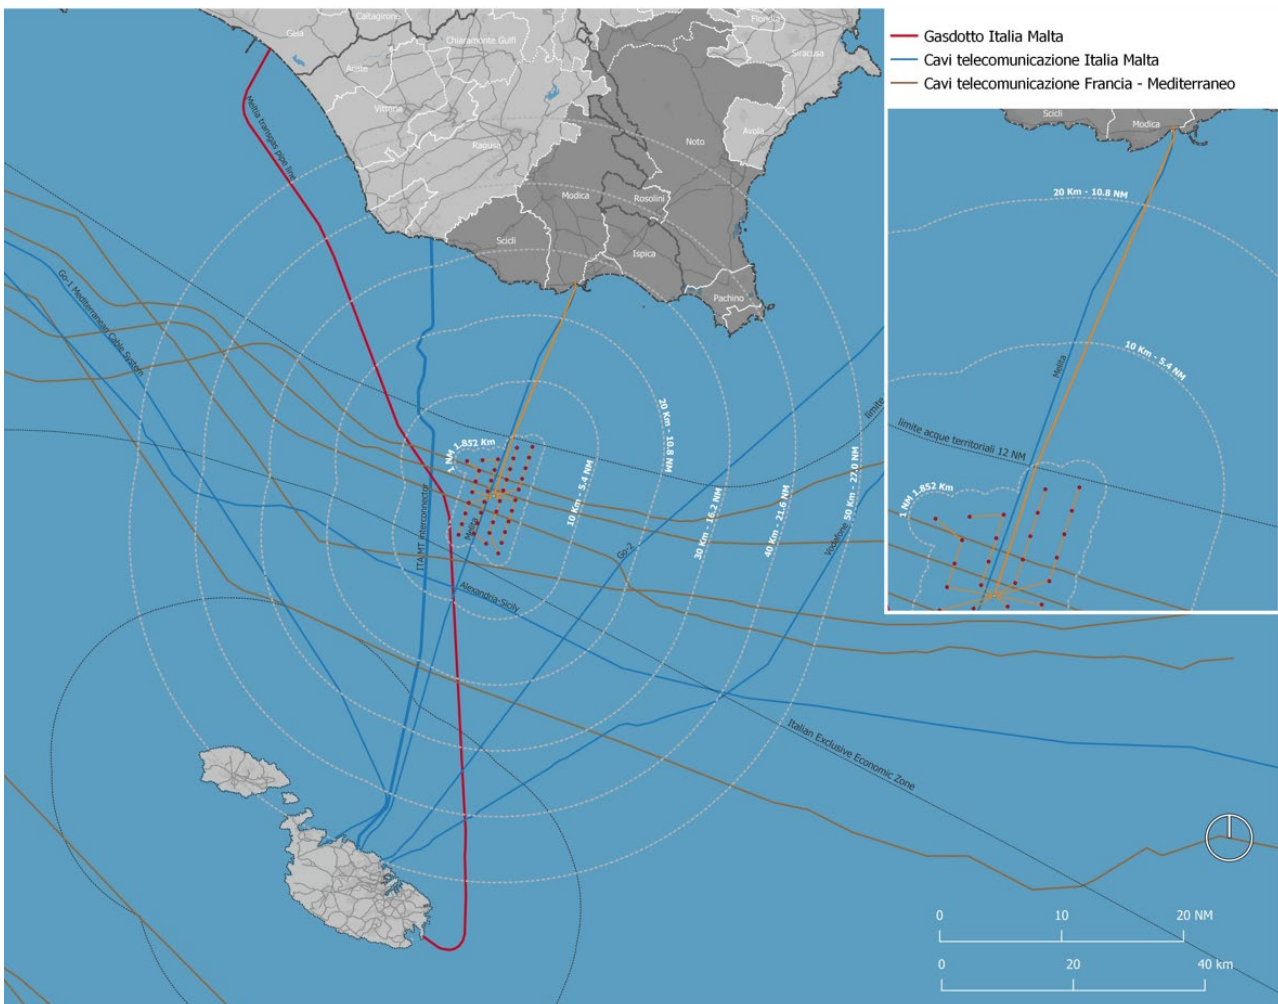 Gela
Caltagirone
Chiaramonte Gulfi
Acate
Vittoria
Ragusa
Floridia
Siracusa
Avola
Noto
Modica
Rosolini
Scicli
Ispica
Pachino
Gasdotto Italia Malta
Cavi telecomunicazione Italia Malta
Cavi telecomunicazione Francia - Mediterraneo
Scicli
Modica
20 Km - 10.8 NM
10 Km - 5.4 NM
Melita
limite acque territoriali 12 NM
1 NM 1,852 Km
Go-1 Mediterranean Cable System
ITA-MT interconnector
1 NM 1,852 Km
Melita
10 Km - 5.4 NM
20 Km - 10.8 NM
30 Km - 16.2 NM
40 Km - 21.6 NM
50 Km - 27.0 NM
limite
Go-2
Vodafone
Alexandria-Sicily
Italian Exclusive Economic Zone
0 10 20 NM
0 20 40 km